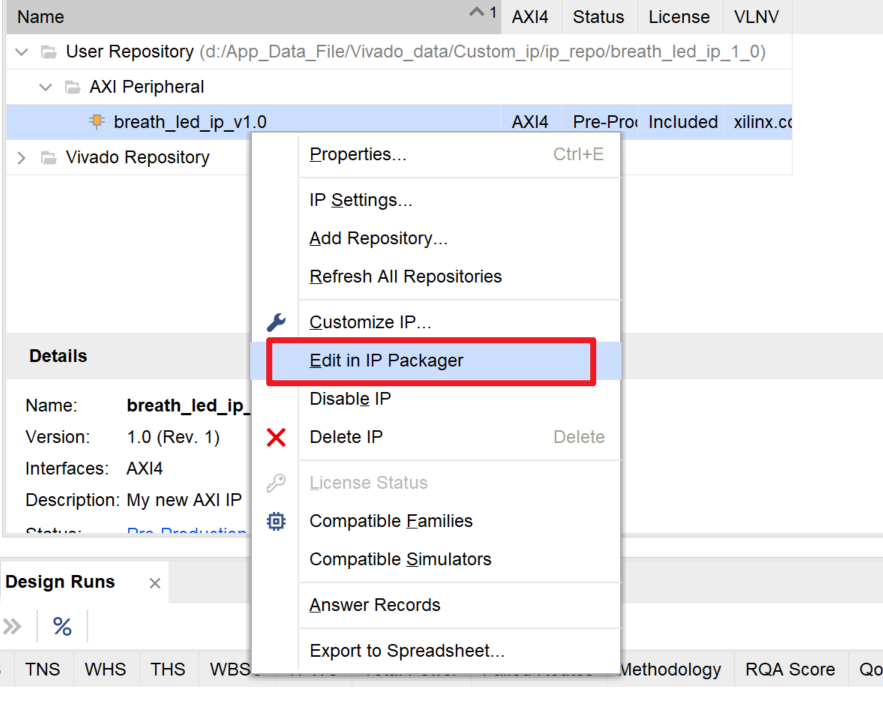 Name 1 AXI4 Status License VLNV
User Repository (d:/App_Data_File/Vivado_data/Custom_ip/ip_repo/breath_led_ip_1_0)
AXI Peripheral
breath_led_ip_v1.0 AXI4 Pre-Proc Included xilinx.co
Vivado Repository
Properties... Ctrl+E
IP Settings...
Add Repository...
Refresh All Repositories
Customize IP...
Edit in IP Packager
Disable IP
Delete IP Delete
License Status
Compatible Families
Compatible Simulators
Answer Records
Export to Spreadsheet...
Details
Name: breath_led_ip_
Version: 1.0 (Rev. 1)
Interfaces: AXI4
Description: My new AXI IP
Status: Pre-Production
Design Runs
%
TNS WHS THS WBS Methodology RQA Score Qo